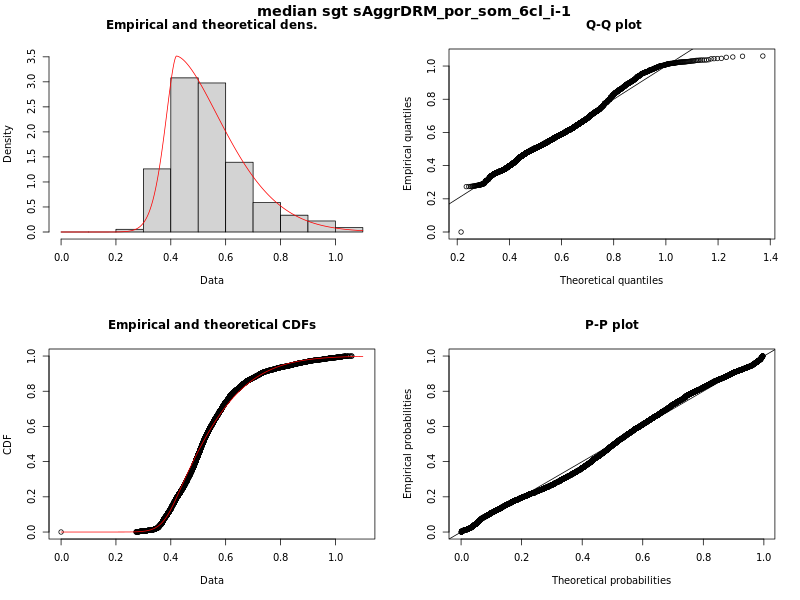 median sgt sAggrDRM_por_som_6cl_i-1
Empirical and theoretical dens.
Density
0.0 0.5 1.0 1.5 2.0 2.5 3.0 3.5
0.0 0.2 0.4 0.6 0.8 1.0
Data
Q-Q plot
Empirical quantiles
0.0 0.2 0.4 0.6 0.8 1.0
0.2 0.4 0.6 0.8 1.0 1.2 1.4
Theoretical quantiles
Empirical and theoretical CDFs
CDF
0.0 0.2 0.4 0.6 0.8 1.0
0.0 0.2 0.4 0.6 0.8 1.0
Data
P-P plot
Empirical probabilities
0.0 0.2 0.4 0.6 0.8 1.0
0.0 0.2 0.4 0.6 0.8 1.0
Theoretical probabilities